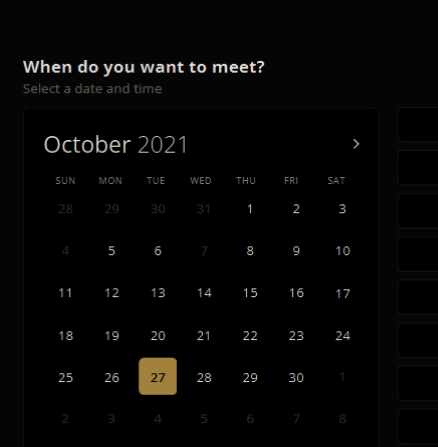 When do you want to meet?
Select a date and time
October 2021 >
SUN MON TUE WED THU FRI SAT
28 29 30 31 1 2 3
4 5 6 7 8 9 10
11 12 13 14 15 16 17
18 19 20 21 22 23 24
25 26 27 28 29 30 1
2 3 4 5 6 7 8